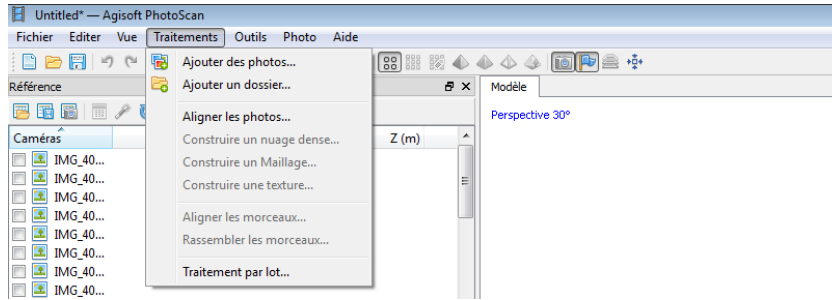 Untitled* — Agisoft PhotoScan
Fichier Editer Vue Traitements Outils Photo Aide
Référence
Modèle
Perspective 30°
Caméras Z (m)
Ajouter des photos...
Ajouter un dossier...
Aligner les photos...
Construire un nuage dense...
Construire un Maillage...
Construire une texture...
Aligner les morceaux...
Rassembler les morceaux...
Traitement par lot...
IMG_40...
IMG_40...
IMG_40...
IMG_40...
IMG_40...
IMG_40...
IMG_40...
IMG_40...